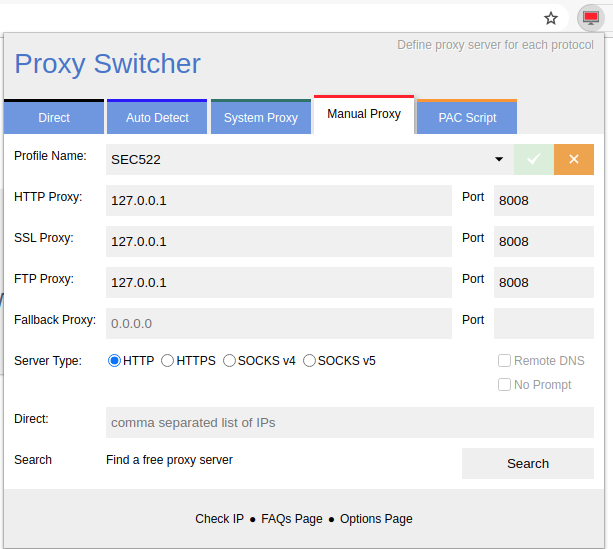 Define proxy server for each protocol
Proxy Switcher
Direct Auto Detect System Proxy Manual Proxy PAC Script
Profile Name: SEC522
HTTP Proxy: 127.0.0.1 Port 8008
SSL Proxy: 127.0.0.1 Port 8008
FTP Proxy: 127.0.0.1 Port 8008
Fallback Proxy: 0.0.0.0 Port
Server Type: HTTP HTTPS SOCKS v4 SOCKS v5 Remote DNS
No Prompt
Direct: comma separated list of IPs
Search Find a free proxy server Search
Check IP ● FAQs Page ● Options Page